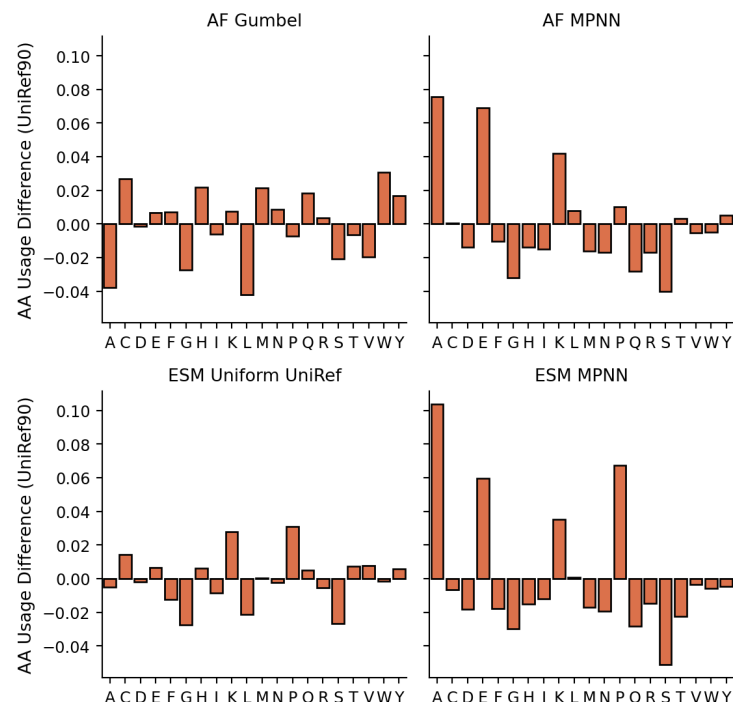 AF Gumbel
AF MPNN
AA Usage Difference (UniRef90)
0.10
0.08
0.06
0.04
0.02
0.00
−0.02
−0.04
A C D E F G H I K L M N P Q R S T V W Y
A C D E F G H I K L M N P Q R S T V W Y
ESM Uniform UniRef
ESM MPNN
AA Usage Difference (UniRef90)
0.10
0.08
0.06
0.04
0.02
0.00
−0.02
−0.04
A C D E F G H I K L M N P Q R S T V W Y
A C D E F G H I K L M N P Q R S T V W Y